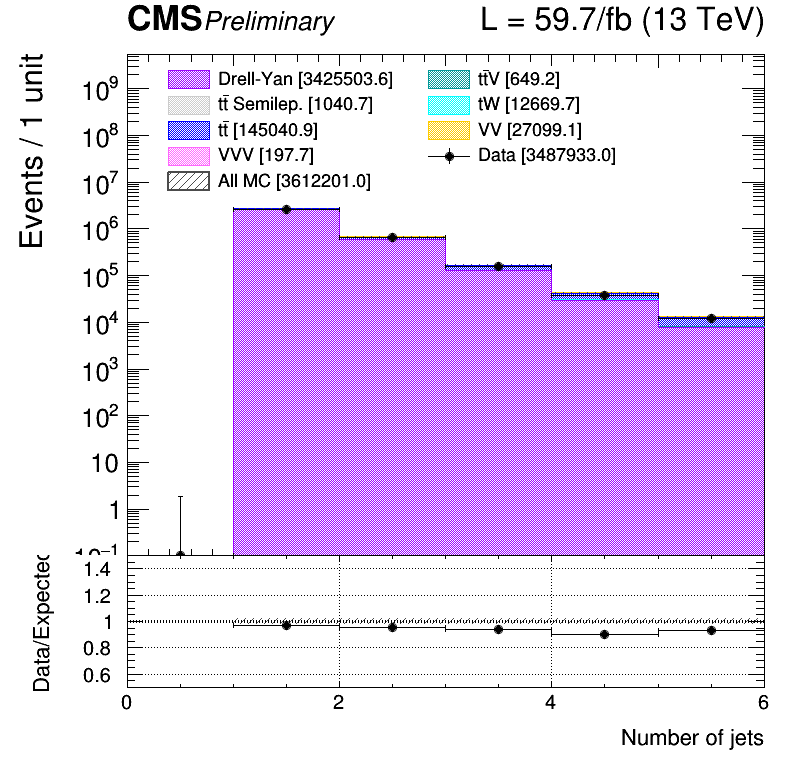 CMS Preliminary L = 59.7/fb (13 TeV)
Events / 1 unit
Drell-Yan [3425503.6]
tt̄ Semilep. [1040.7]
tt̄ [145040.9]
VVV [197.7]
All MC [3612201.0]
tt̄V [649.2]
tW [12669.7]
VV [27099.1]
Data [3487933.0]
10⁹
10⁸
10⁷
10⁶
10⁵
10⁴
10³
10²
10
1
10⁻¹
Data/Expected
1.4
1.2
1
0.8
0.6
0 2 4 6
Number of jets